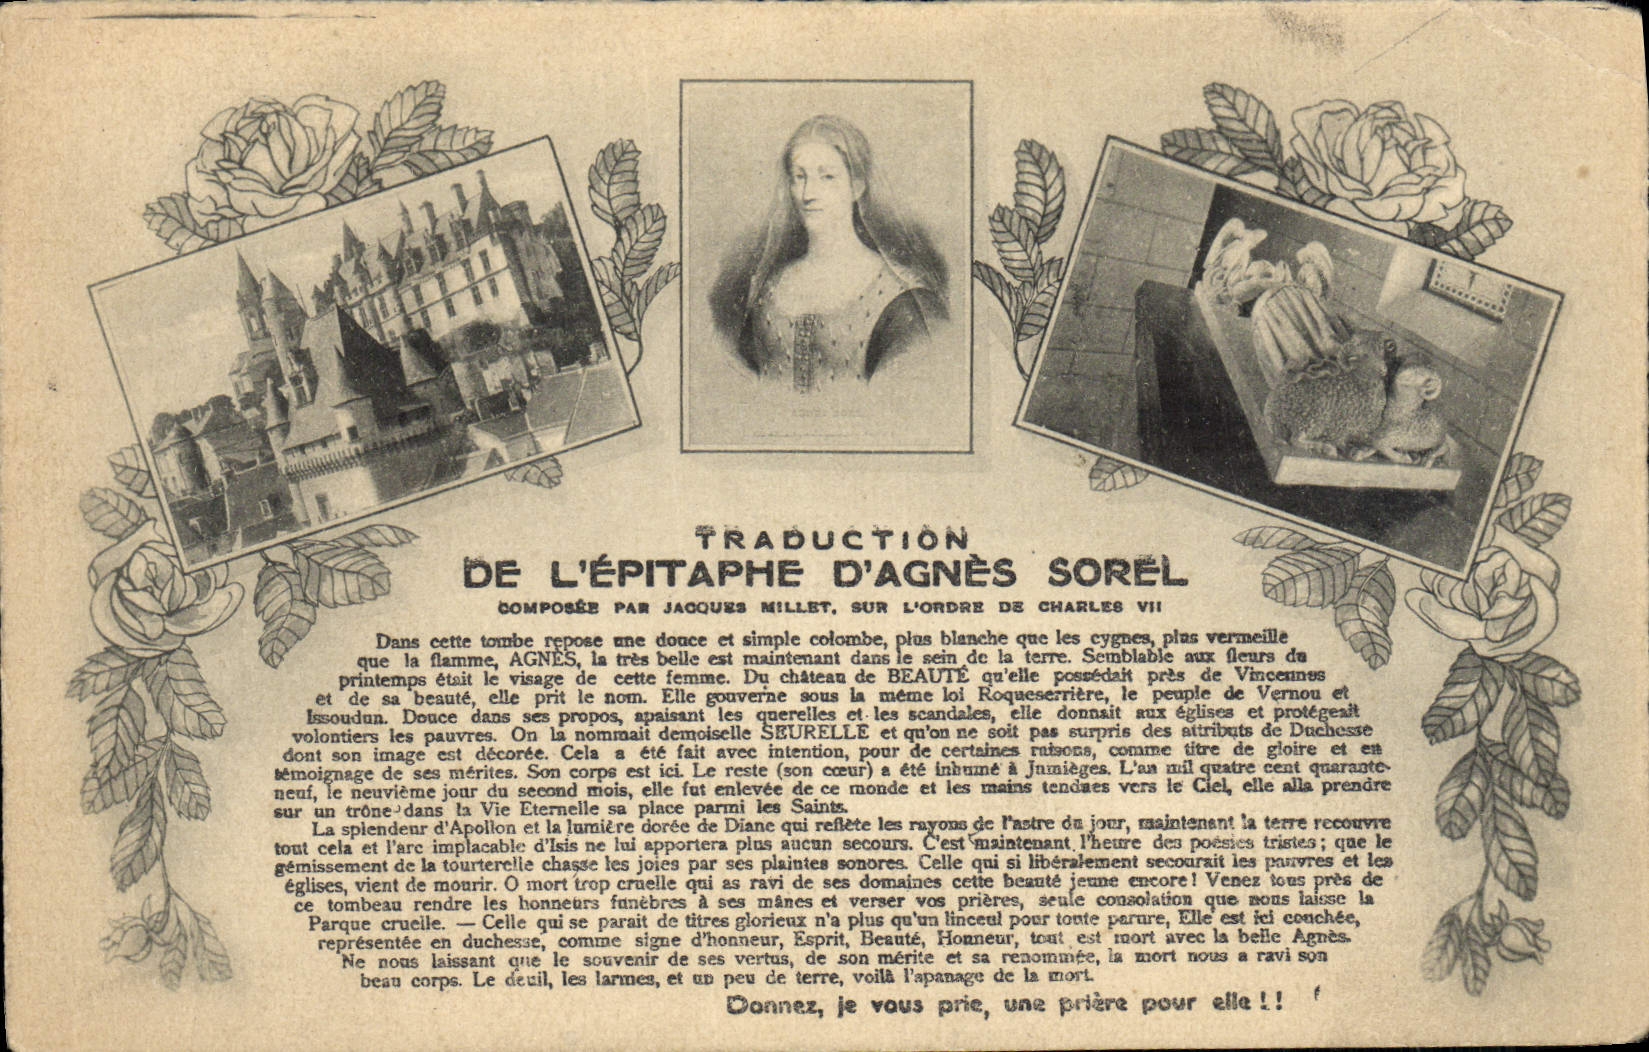 TRADUCTION
DE L'ÉPITAPHE D'AGNÈS SOREL
COMPOSÉE PAR JACQUES MILLET, SUR L'ORDRE DE CHARLES VII
Dans cette tombe repose une douce et simple colombe, plus blanche que les cygnes, plus vermeille
que la flamme, AGNÈS, la très belle est maintenant dans le sein de la terre. Semblable aux fleurs du
printemps était le visage de cette femme. Du château de BEAUTÉ qu'elle possédait près de Vincennes
et de sa beauté, elle prit le nom. Elle gouverne sous la même loi Roqueserrière, le peuple de Vernou et
Issoudun. Douce dans ses propos, apaisant les querelles et les scandales, elle donnait aux églises et protégeait
volontiers les pauvres. On la nommait demoiselle SEURELLE et qu'on ne soit pas surpris des attributs de Duchesse
dont son image est décorée. Cela a été fait avec intention, pour de certaines raisons, comme titre de gloire et en
témoignage de ses mérites. Son corps est ici. Le reste (son cœur) a été inhumé à Jumièges. L'an mil quatre cent quarante-
neuf, le neuvième jour du second mois, elle fut enlevée de ce monde et les mains tendues vers le Ciel, elle alla prendre
sur un trône dans la Vie Eternelle sa place parmi les Saints.
La splendeur d'Apollon et la lumière dorée de Diane qui reflète les rayons de l'astre du jour, maintenant la terre recouvre
tout cela et l'arc implacable d'Isis ne lui apportera plus aucun secours. C'est maintenant l'heure des poésies tristes ; que le
gémissement de la tourterelle chasse les joies par ses plaintes sonores. Celle qui si libéralement secourait les pauvres et les
églises, vient de mourir. O mort trop cruelle qui as ravi de ses domaines cette beauté jeune encore ! Venez tous près de
ce tombeau rendre les honneurs funèbres à ses mânes et verser vos prières, seule consolation que nous laisse la
Parque cruelle. — Celle qui se parait de titres glorieux n'a plus qu'un linceul pour toute parure, Elle est ici couchée,
représentée en duchesse, comme signe d'honneur, Esprit, Beauté, Honneur, tout est mort avec la belle Agnès.
Ne nous laissant que le souvenir de ses vertus, de son mérite et sa renommée, la mort nous a ravi son
beau corps. Le deuil, les larmes, et un peu de terre, voilà l'apanage de la mort.
Donnez, je vous prie, une prière pour elle ! !